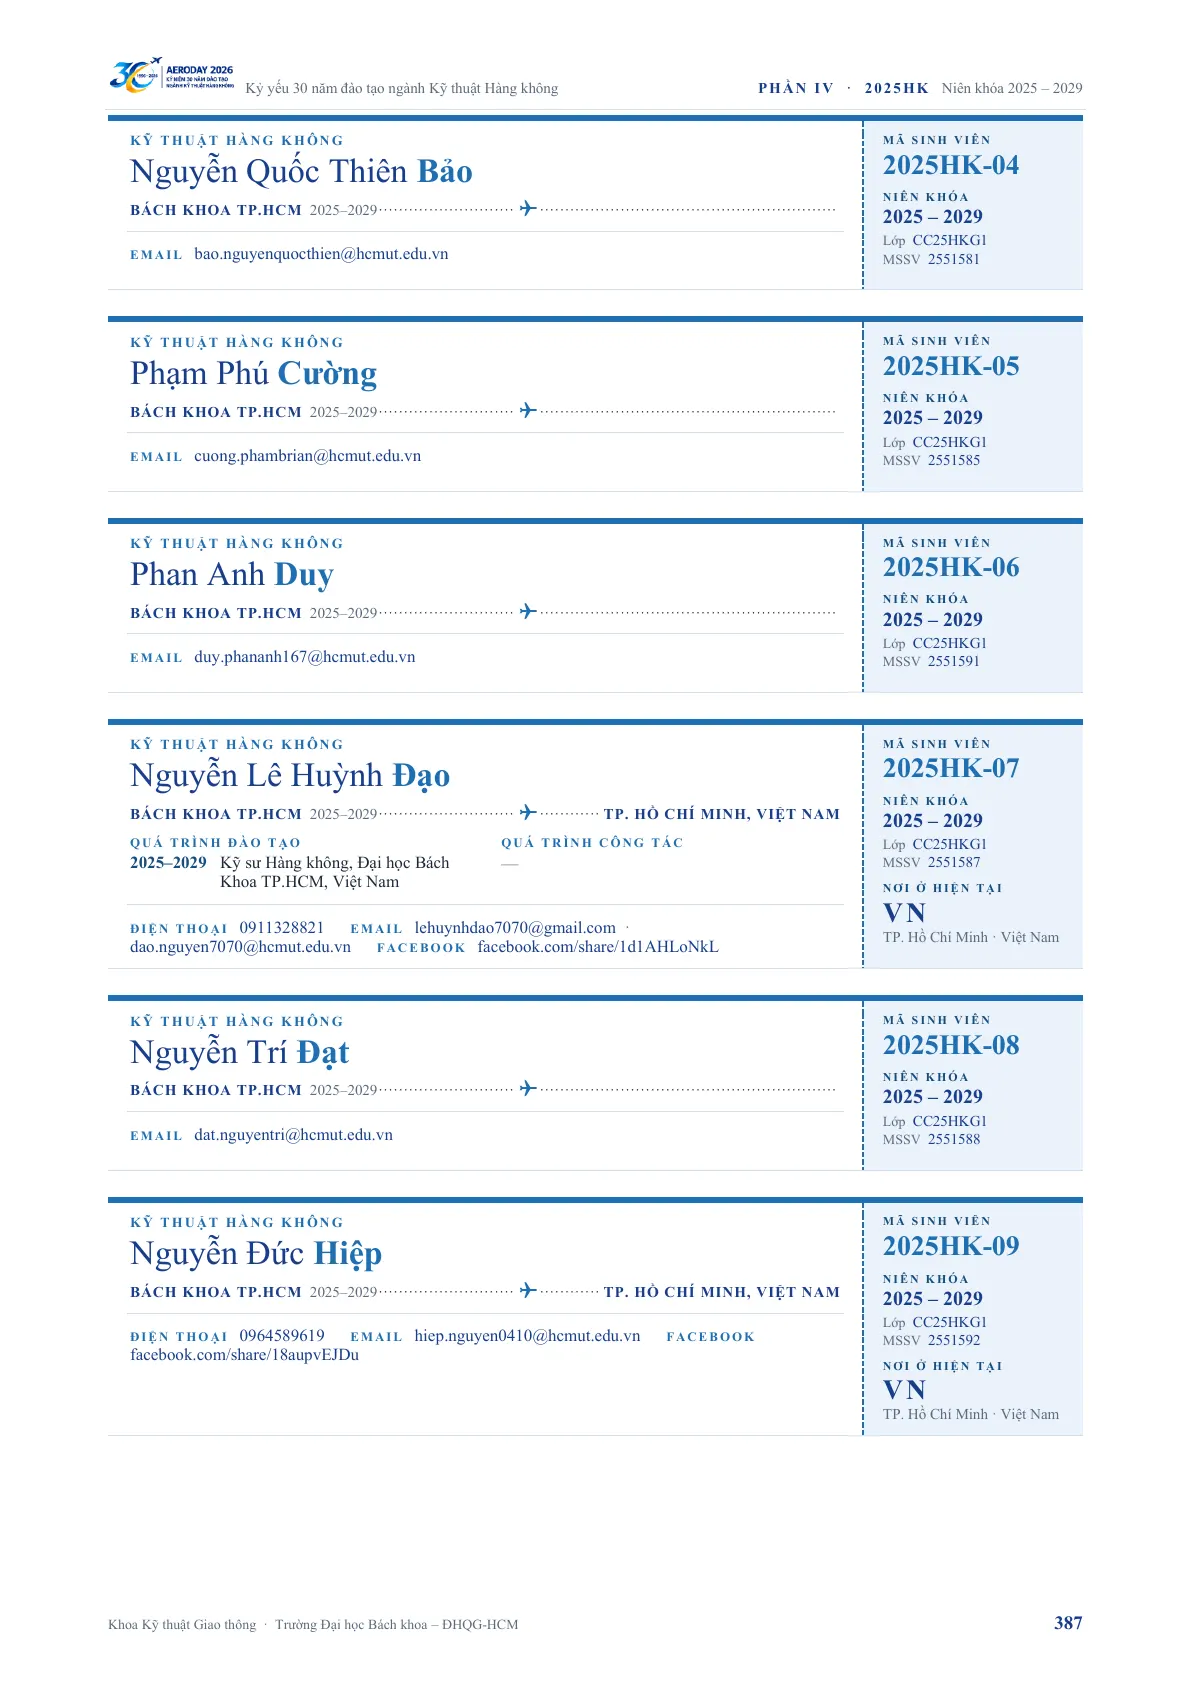 AERODAY 2026
KỶ NIỆM 30 NĂM ĐÀO TẠO
NGÀNH KỸ THUẬT HÀNG KHÔNG
Kỷ yếu 30 năm đào tạo ngành Kỹ thuật Hàng không
PHẦN IV · 2025HK Niên khóa 2025 – 2029
KỸ THUẬT HÀNG KHÔNG
Nguyễn Quốc Thiên Bảo
BÁCH KHOA TP.HCM 2025–2029
EMAIL bao.nguyenquocthien@hcmut.edu.vn
MÃ SINH VIÊN
2025HK-04
NIÊN KHÓA
2025 – 2029
Lớp CC25HKG1
MSSV 2551581
KỸ THUẬT HÀNG KHÔNG
Phạm Phú Cường
BÁCH KHOA TP.HCM 2025–2029
EMAIL cuong.phambrian@hcmut.edu.vn
MÃ SINH VIÊN
2025HK-05
NIÊN KHÓA
2025 – 2029
Lớp CC25HKG1
MSSV 2551585
KỸ THUẬT HÀNG KHÔNG
Phan Anh Duy
BÁCH KHOA TP.HCM 2025–2029
EMAIL duy.phananh167@hcmut.edu.vn
MÃ SINH VIÊN
2025HK-06
NIÊN KHÓA
2025 – 2029
Lớp CC25HKG1
MSSV 2551591
KỸ THUẬT HÀNG KHÔNG
Nguyễn Lê Huỳnh Đạo
BÁCH KHOA TP.HCM 2025–2029 TP. HỒ CHÍ MINH, VIỆT NAM
QUÁ TRÌNH ĐÀO TẠO
2025–2029 Kỹ sư Hàng không, Đại học Bách
Khoa TP.HCM, Việt Nam
QUÁ TRÌNH CÔNG TÁC
—
ĐIỆN THOẠI 0911328821 EMAIL lehuynhdao7070@gmail.com ·
dao.nguyen7070@hcmut.edu.vn FACEBOOK facebook.com/share/1d1AHLoNkL
MÃ SINH VIÊN
2025HK-07
NIÊN KHÓA
2025 – 2029
Lớp CC25HKG1
MSSV 2551587
NƠI Ở HIỆN TẠI
VN
TP. Hồ Chí Minh · Việt Nam
KỸ THUẬT HÀNG KHÔNG
Nguyễn Trí Đạt
BÁCH KHOA TP.HCM 2025–2029
EMAIL dat.nguyentri@hcmut.edu.vn
MÃ SINH VIÊN
2025HK-08
NIÊN KHÓA
2025 – 2029
Lớp CC25HKG1
MSSV 2551588
KỸ THUẬT HÀNG KHÔNG
Nguyễn Đức Hiệp
BÁCH KHOA TP.HCM 2025–2029 TP. HỒ CHÍ MINH, VIỆT NAM
ĐIỆN THOẠI 0964589619 EMAIL hiep.nguyen0410@hcmut.edu.vn FACEBOOK
facebook.com/share/18aupvEJDu
MÃ SINH VIÊN
2025HK-09
NIÊN KHÓA
2025 – 2029
Lớp CC25HKG1
MSSV 2551592
NƠI Ở HIỆN TẠI
VN
TP. Hồ Chí Minh · Việt Nam
Khoa Kỹ thuật Giao thông · Trường Đại học Bách khoa – ĐHQG-HCM
387